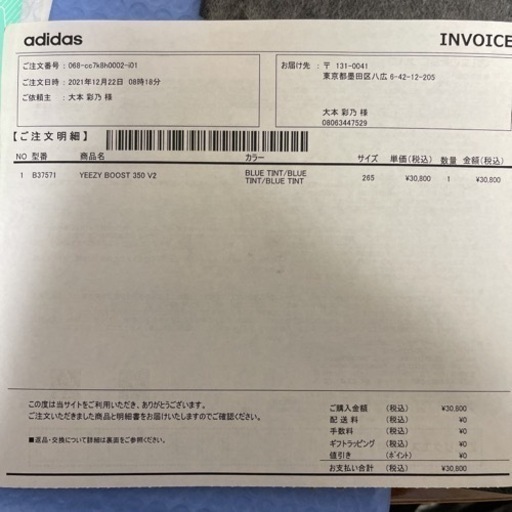 adidas
INVOICE
ご注文番号 : 068-cc7k8h0002-i01
ご注文日時 : 2021年12月22日 08時18分
ご依頼主 : 大本 彩乃 様
お届け先 : 〒 131-0041
東京都墨田区八広 6-42-12-205
大本 彩乃 様
08063447529
【ご注文明細】
NO 型番 商品名 カラー サイズ 単価(税込) 数量 金額(税込)
1 B37571 YEEZY BOOST 350 V2 BLUE TINT/BLUE TINT/BLUE TINT 265 ¥30,800 1 ¥30,800
この度は当サイトをご利用いただき、ありがとうございます。
ご注文いただきました商品と明細書をお届けいたしますのでご確認ください。
■返品・交換について詳細は裏面をご参照ください。
ご購入金額 (税込) ¥30,800
配送料 (税込) ¥0
手数料 (税込) ¥0
ギフトラッピング (税込) ¥0
値引き (ポイント) ¥0
お支払い合計 (税込) ¥30,800